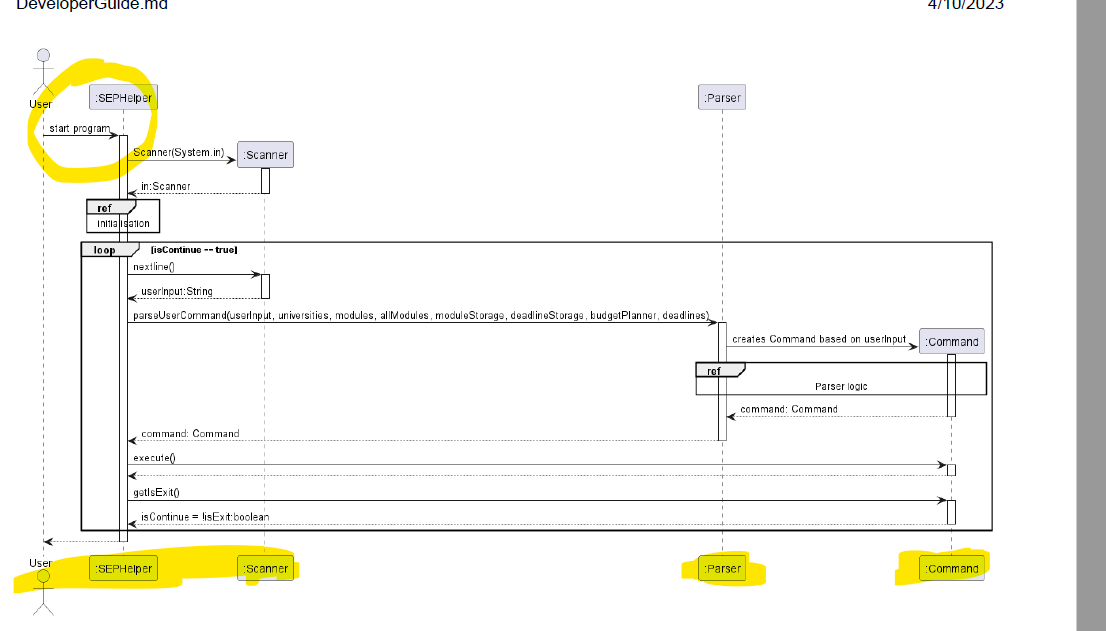 DeveloperGuide.md
4/10/2023
User
:SEPHelper
:Parser
start program
Scanner(System.in)
:Scanner
in:Scanner
ref
initialisation
loop
[isContinue == true]
nextline()
userInput:String
parseUserCommand(userInput, universities, modules, allModules, moduleStorage, deadlineStorage, budgetPlanner, deadlines)
creates Command based on userInput
:Command
ref
Parser logic
command: Command
command: Command
execute()
getIsExit()
isContinue = !isExit:boolean
User
:SEPHelper
:Scanner
:Parser
:Command